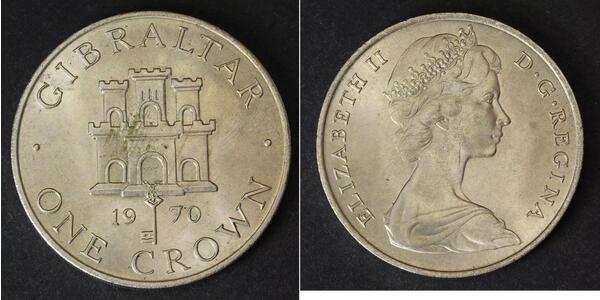 GIBRALTAR
19 70
ONE CROWN
ELIZABETH II
D·G·REGINA